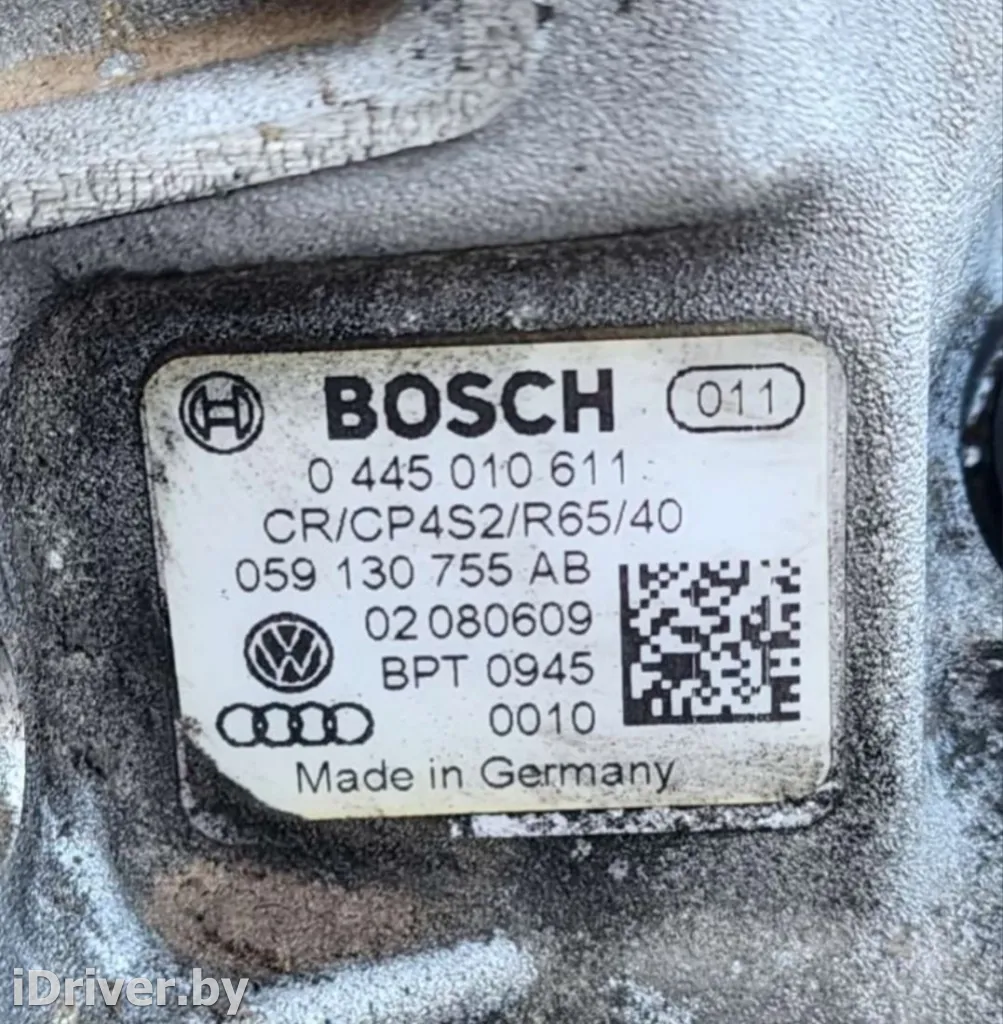 BOSCH 011
0 445 010 611
CR/CP4S2/R65/40
059 130 755 AB
02 080609
BPT 0945
0010
Made in Germany
iDriver.by